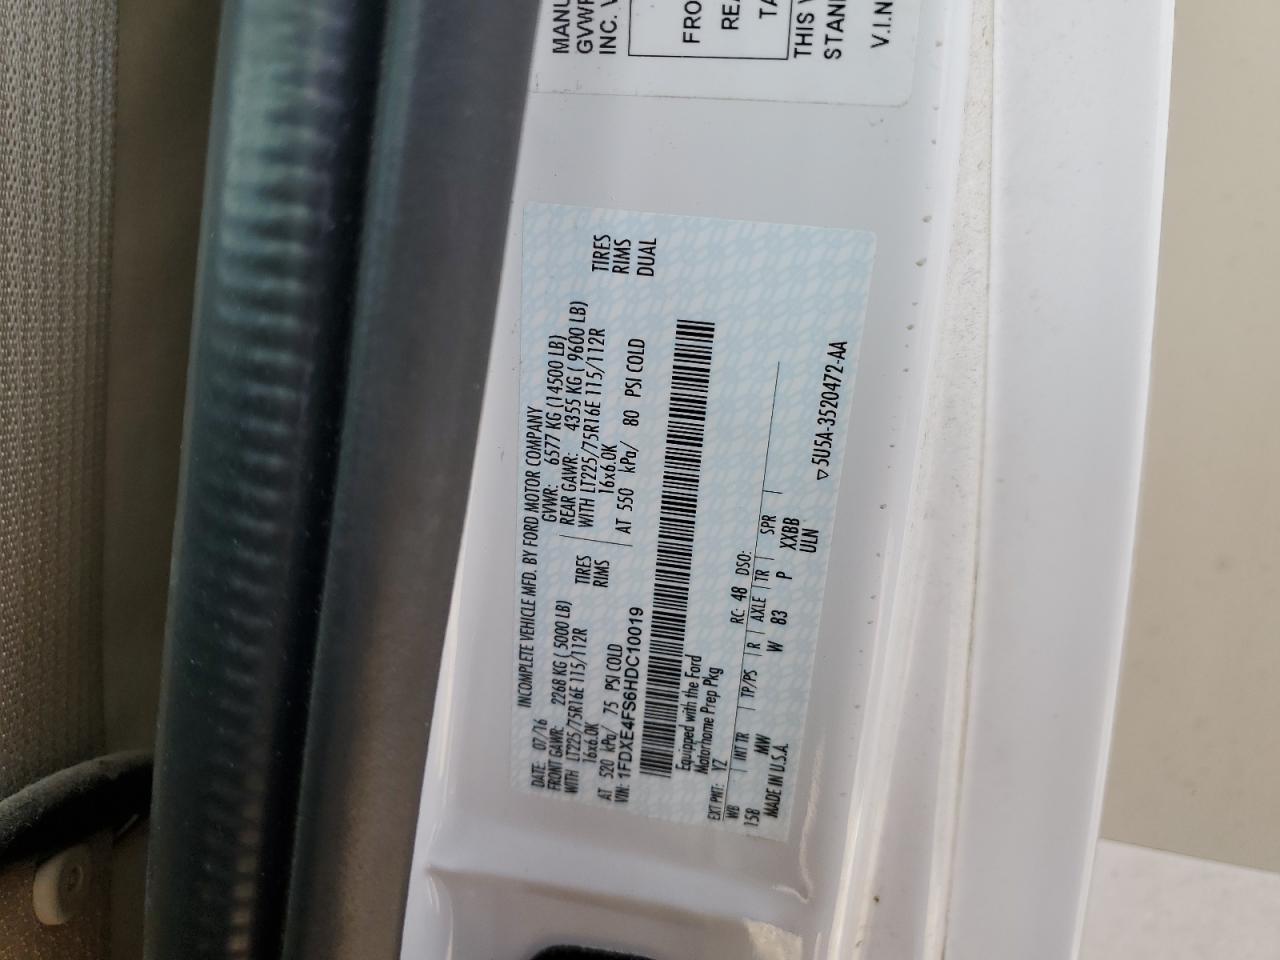 INCOMPLETE VEHICLE MFD. BY FORD MOTOR COMPANY
DATE: 07/16 GVWR: 6577 KG (14500 LB)
FRONT GAWR: 2268 KG (5000 LB) REAR GAWR: 4355 KG (9600 LB)
WITH LT225/75R16E 115/112R TIRES WITH LT225/75R16E 115/112R TIRES
16x6.0K RIMS 16x6.0K RIMS
AT 520 kPa/ 75 PSI COLD AT 550 kPa/ 80 PSI COLD DUAL
VIN: 1FDXE4FS6HDC10019
Equipped with the Ford
Motorhome Prep Pkg
EXT PNT: YZ RC: 48 DSO:
WB INT TR TP/PS R AXLE TR SPR
158 MW W 83 P XXBB
MADE IN U.S.A. ULN
▽5U5A-3520472-AA
MANU
GVWR
INC. V
FRO
REA
TA
THIS V
STAN
V.I.N